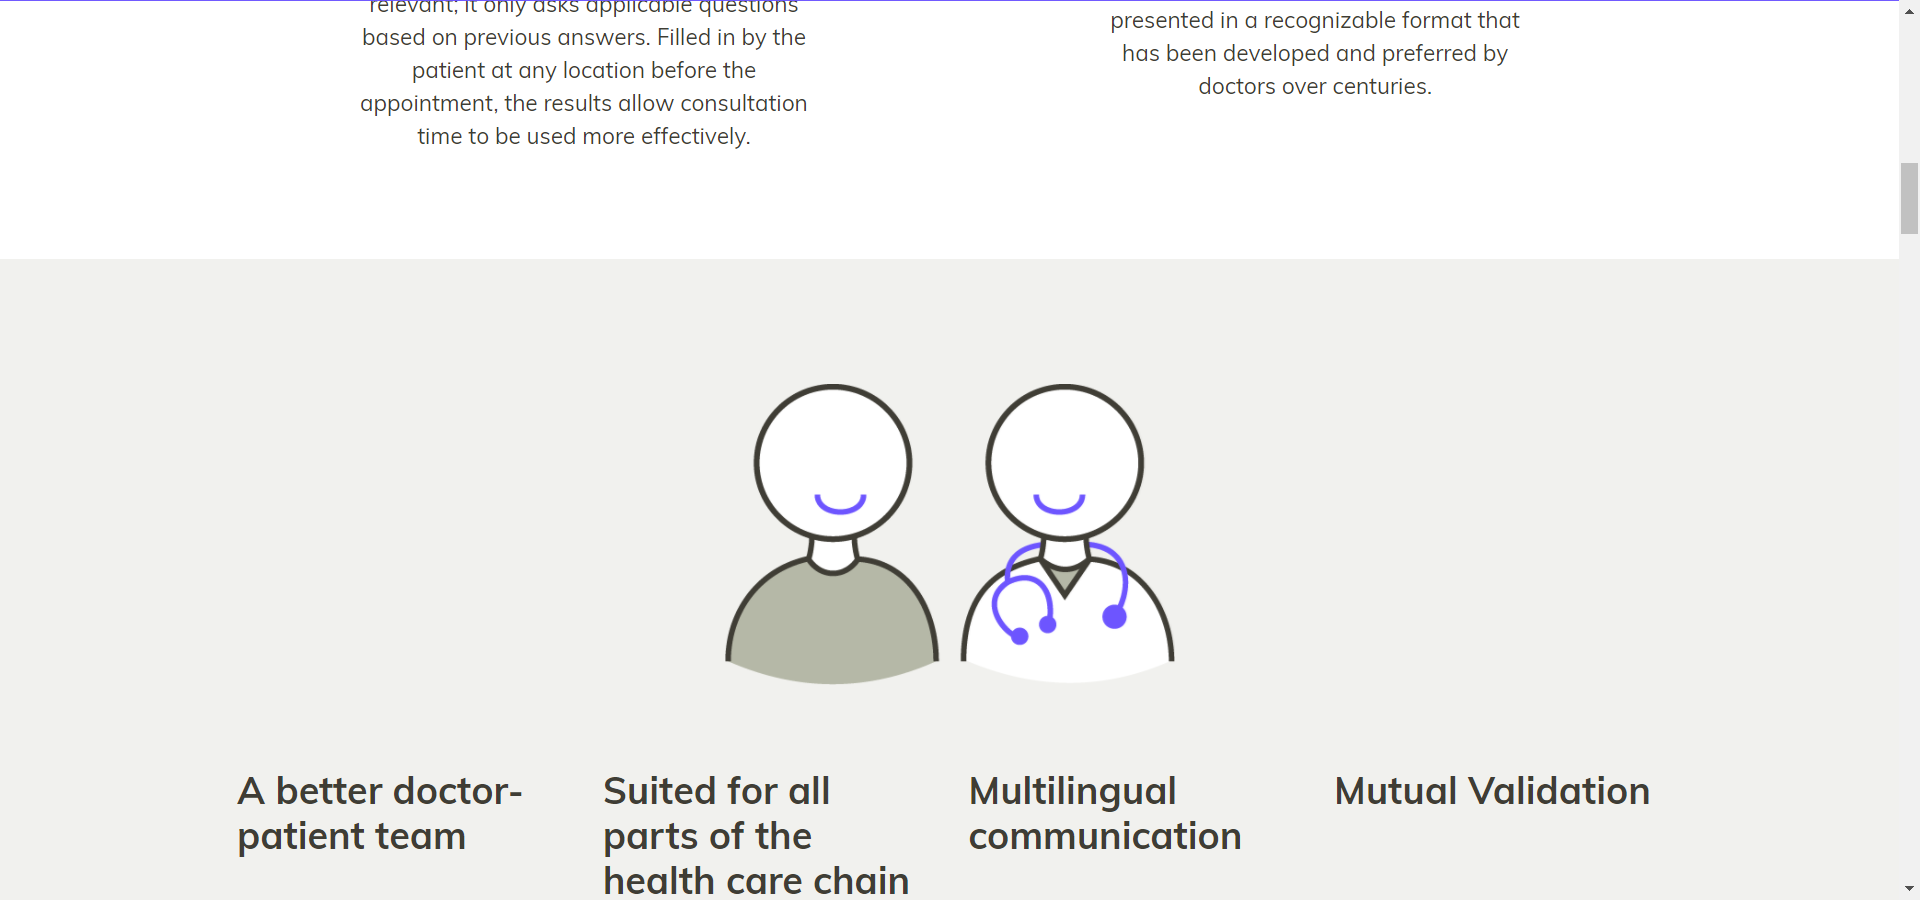 relevant; it only asks applicable questions
based on previous answers. Filled in by the
patient at any location before the
appointment, the results allow consultation
time to be used more effectively.
presented in a recognizable format that
has been developed and preferred by
doctors over centuries.
A better doctor-
patient team
Suited for all
parts of the
health care chain
Multilingual
communication
Mutual Validation